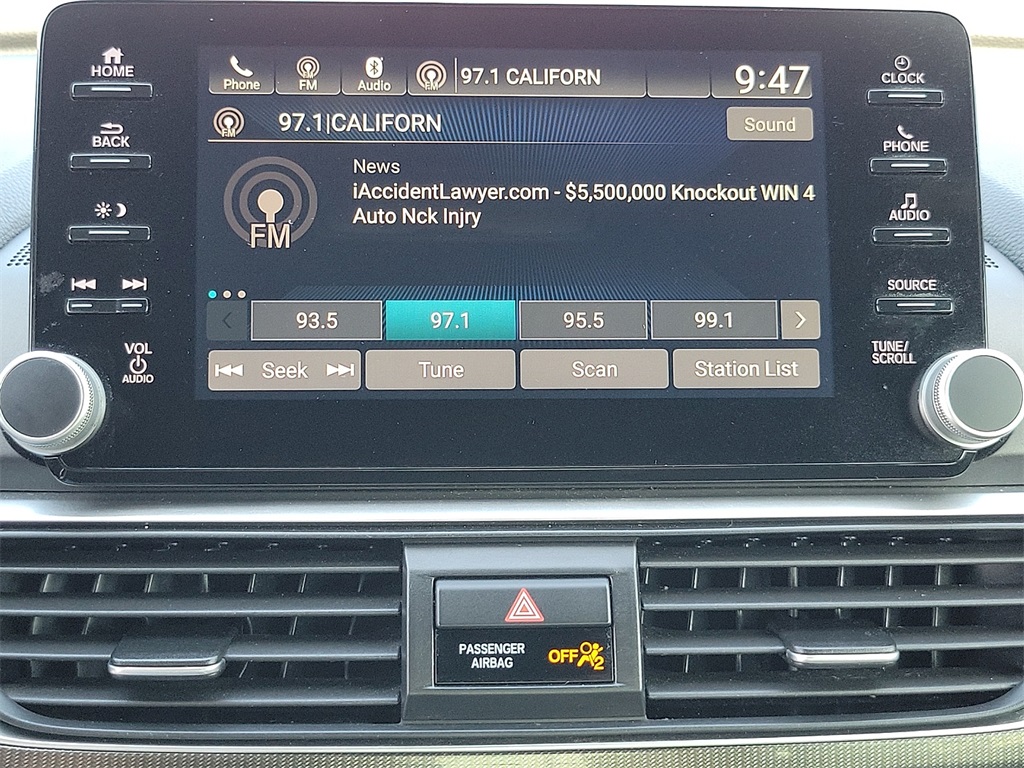 HOME
BACK
VOL
AUDIO
Phone
FM
Audio
FM
97.1 CALIFORN
9:47
FM
97.1|CALIFORN
Sound
FM
News
iAccidentLawyer.com - $5,500,000 Knockout WIN 4
Auto Nck Injry
93.5
97.1
95.5
99.1
Seek
Tune
Scan
Station List
CLOCK
PHONE
AUDIO
SOURCE
TUNE/
SCROLL
PASSENGER
AIRBAG
OFF 2